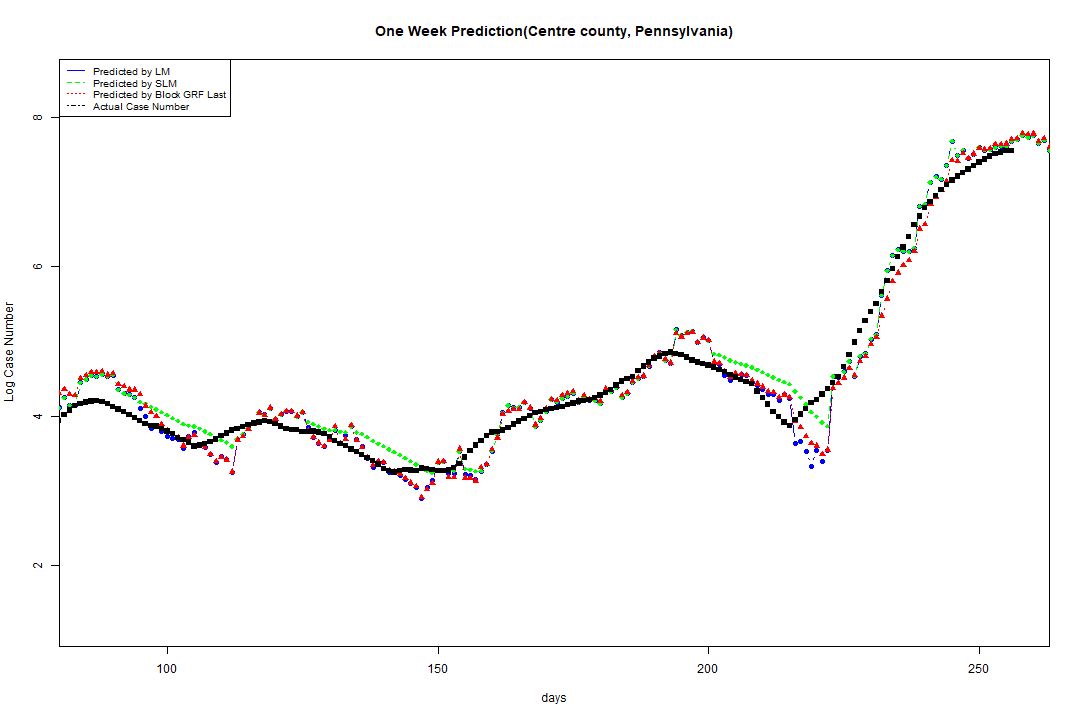 One Week Prediction(Centre county, Pennsylvania)
Predicted by LM
Predicted by SLM
Predicted by Block GRF Last
Actual Case Number
Log Case Number
8
6
4
2
100
150
200
250
days